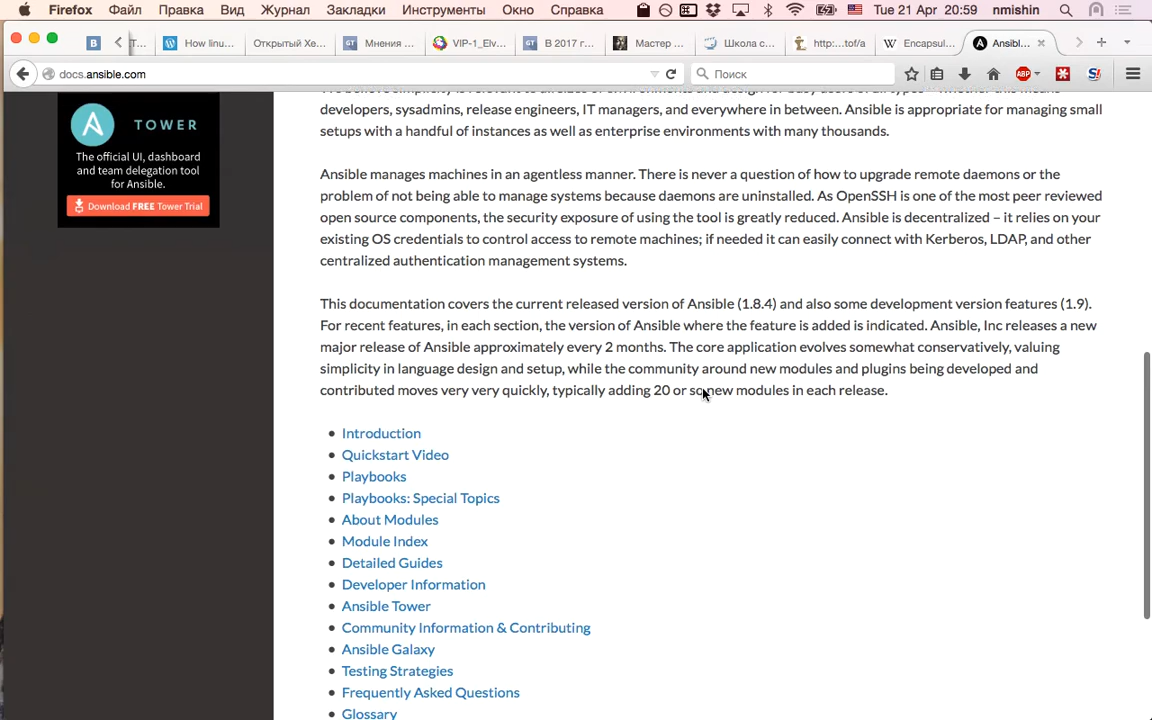 Firefox Файл Правка Вид Журнал Закладки Инструменты Окно Справка Tue 21 Apr 20:59 nmishin
B T... How linu... Открытый Хе... GT Мнения ... VIP-1_Elv... GT В 2017 г... Мастер ... Школа с... http:...tof/a W Encapsul... A Ansibl...
docs.ansible.com Поиск ABP S!
developers, sysadmins, release engineers, IT managers, and everywhere in between. Ansible is appropriate for managing small
setups with a handful of instances as well as enterprise environments with many thousands.
A TOWER
The official UI, dashboard
and team delegation tool
for Ansible.
Download FREE Tower Trial
Ansible manages machines in an agentless manner. There is never a question of how to upgrade remote daemons or the
problem of not being able to manage systems because daemons are uninstalled. As OpenSSH is one of the most peer reviewed
open source components, the security exposure of using the tool is greatly reduced. Ansible is decentralized – it relies on your
existing OS credentials to control access to remote machines; if needed it can easily connect with Kerberos, LDAP, and other
centralized authentication management systems.
This documentation covers the current released version of Ansible (1.8.4) and also some development version features (1.9).
For recent features, in each section, the version of Ansible where the feature is added is indicated. Ansible, Inc releases a new
major release of Ansible approximately every 2 months. The core application evolves somewhat conservatively, valuing
simplicity in language design and setup, while the community around new modules and plugins being developed and
contributed moves very very quickly, typically adding 20 or so new modules in each release.
Introduction
Quickstart Video
Playbooks
Playbooks: Special Topics
About Modules
Module Index
Detailed Guides
Developer Information
Ansible Tower
Community Information & Contributing
Ansible Galaxy
Testing Strategies
Frequently Asked Questions
Glossary